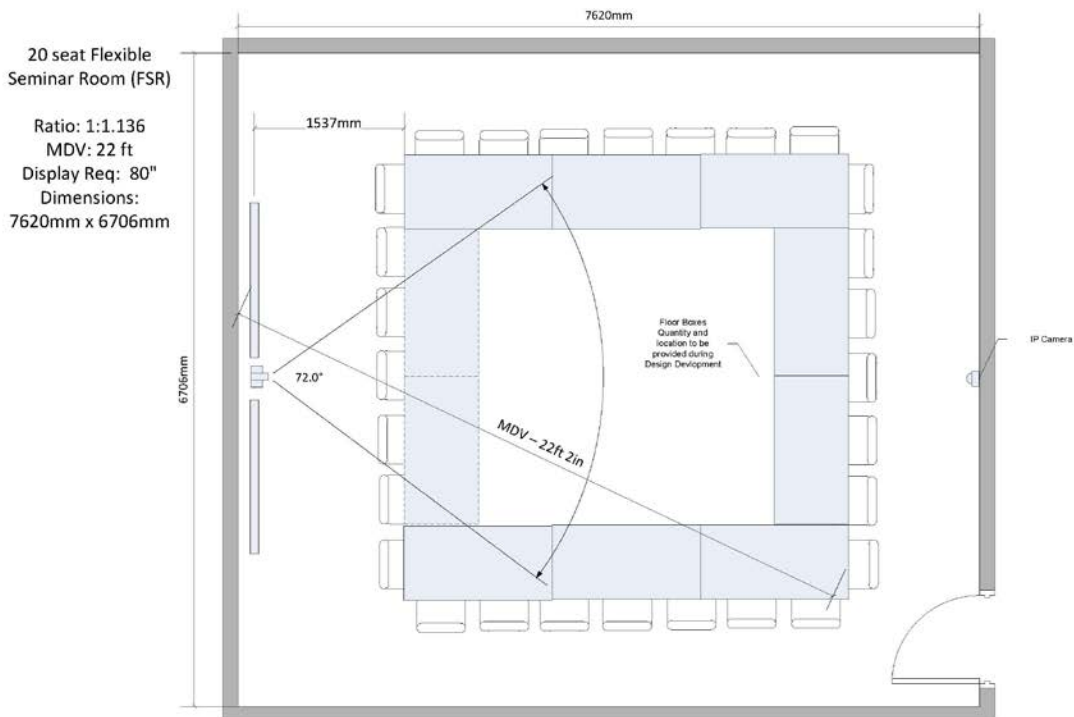 7620mm
20 seat Flexible
Seminar Room (FSR)
Ratio: 1:1.136
MDV: 22 ft
Display Req: 80"
Dimensions:
7620mm x 6706mm
1537mm
6706mm
72.0°
MDV – 22ft 2in
Floor Boxes
Quantity and
location to be
provided during
Design Devlopment
IP Camera